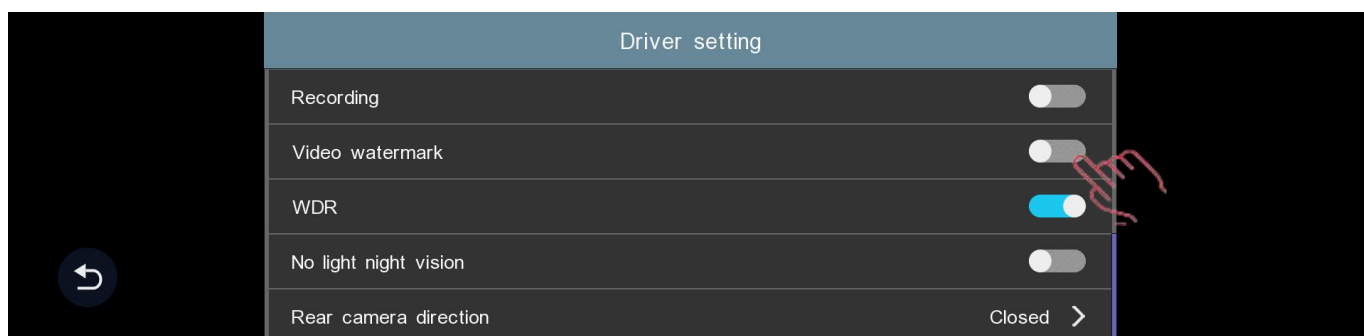 Driver setting
Recording
Video watermark
WDR
No light night vision
Rear camera direction Closed